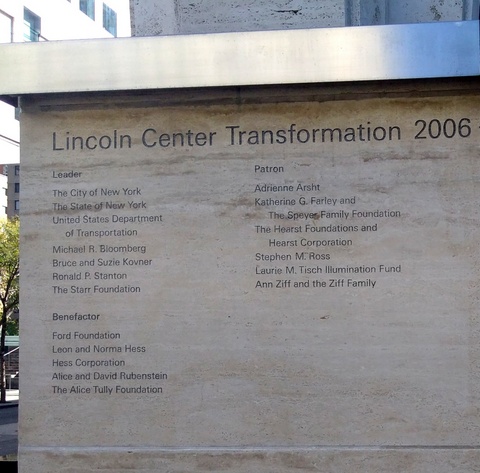 Lincoln Center Transformation 2006
Leader
The City of New York
The State of New York
United States Department
of Transportation
Michael R. Bloomberg
Bruce and Suzie Kovner
Ronald P. Stanton
The Starr Foundation
Benefactor
Ford Foundation
Leon and Norma Hess
Hess Corporation
Alice and David Rubenstein
The Alice Tully Foundation
Patron
Adrienne Arsht
Katherine G. Farley and
The Speyer Family Foundation
The Hearst Foundations and
Hearst Corporation
Stephen M. Ross
Laurie M. Tisch Illumination Fund
Ann Ziff and the Ziff Family